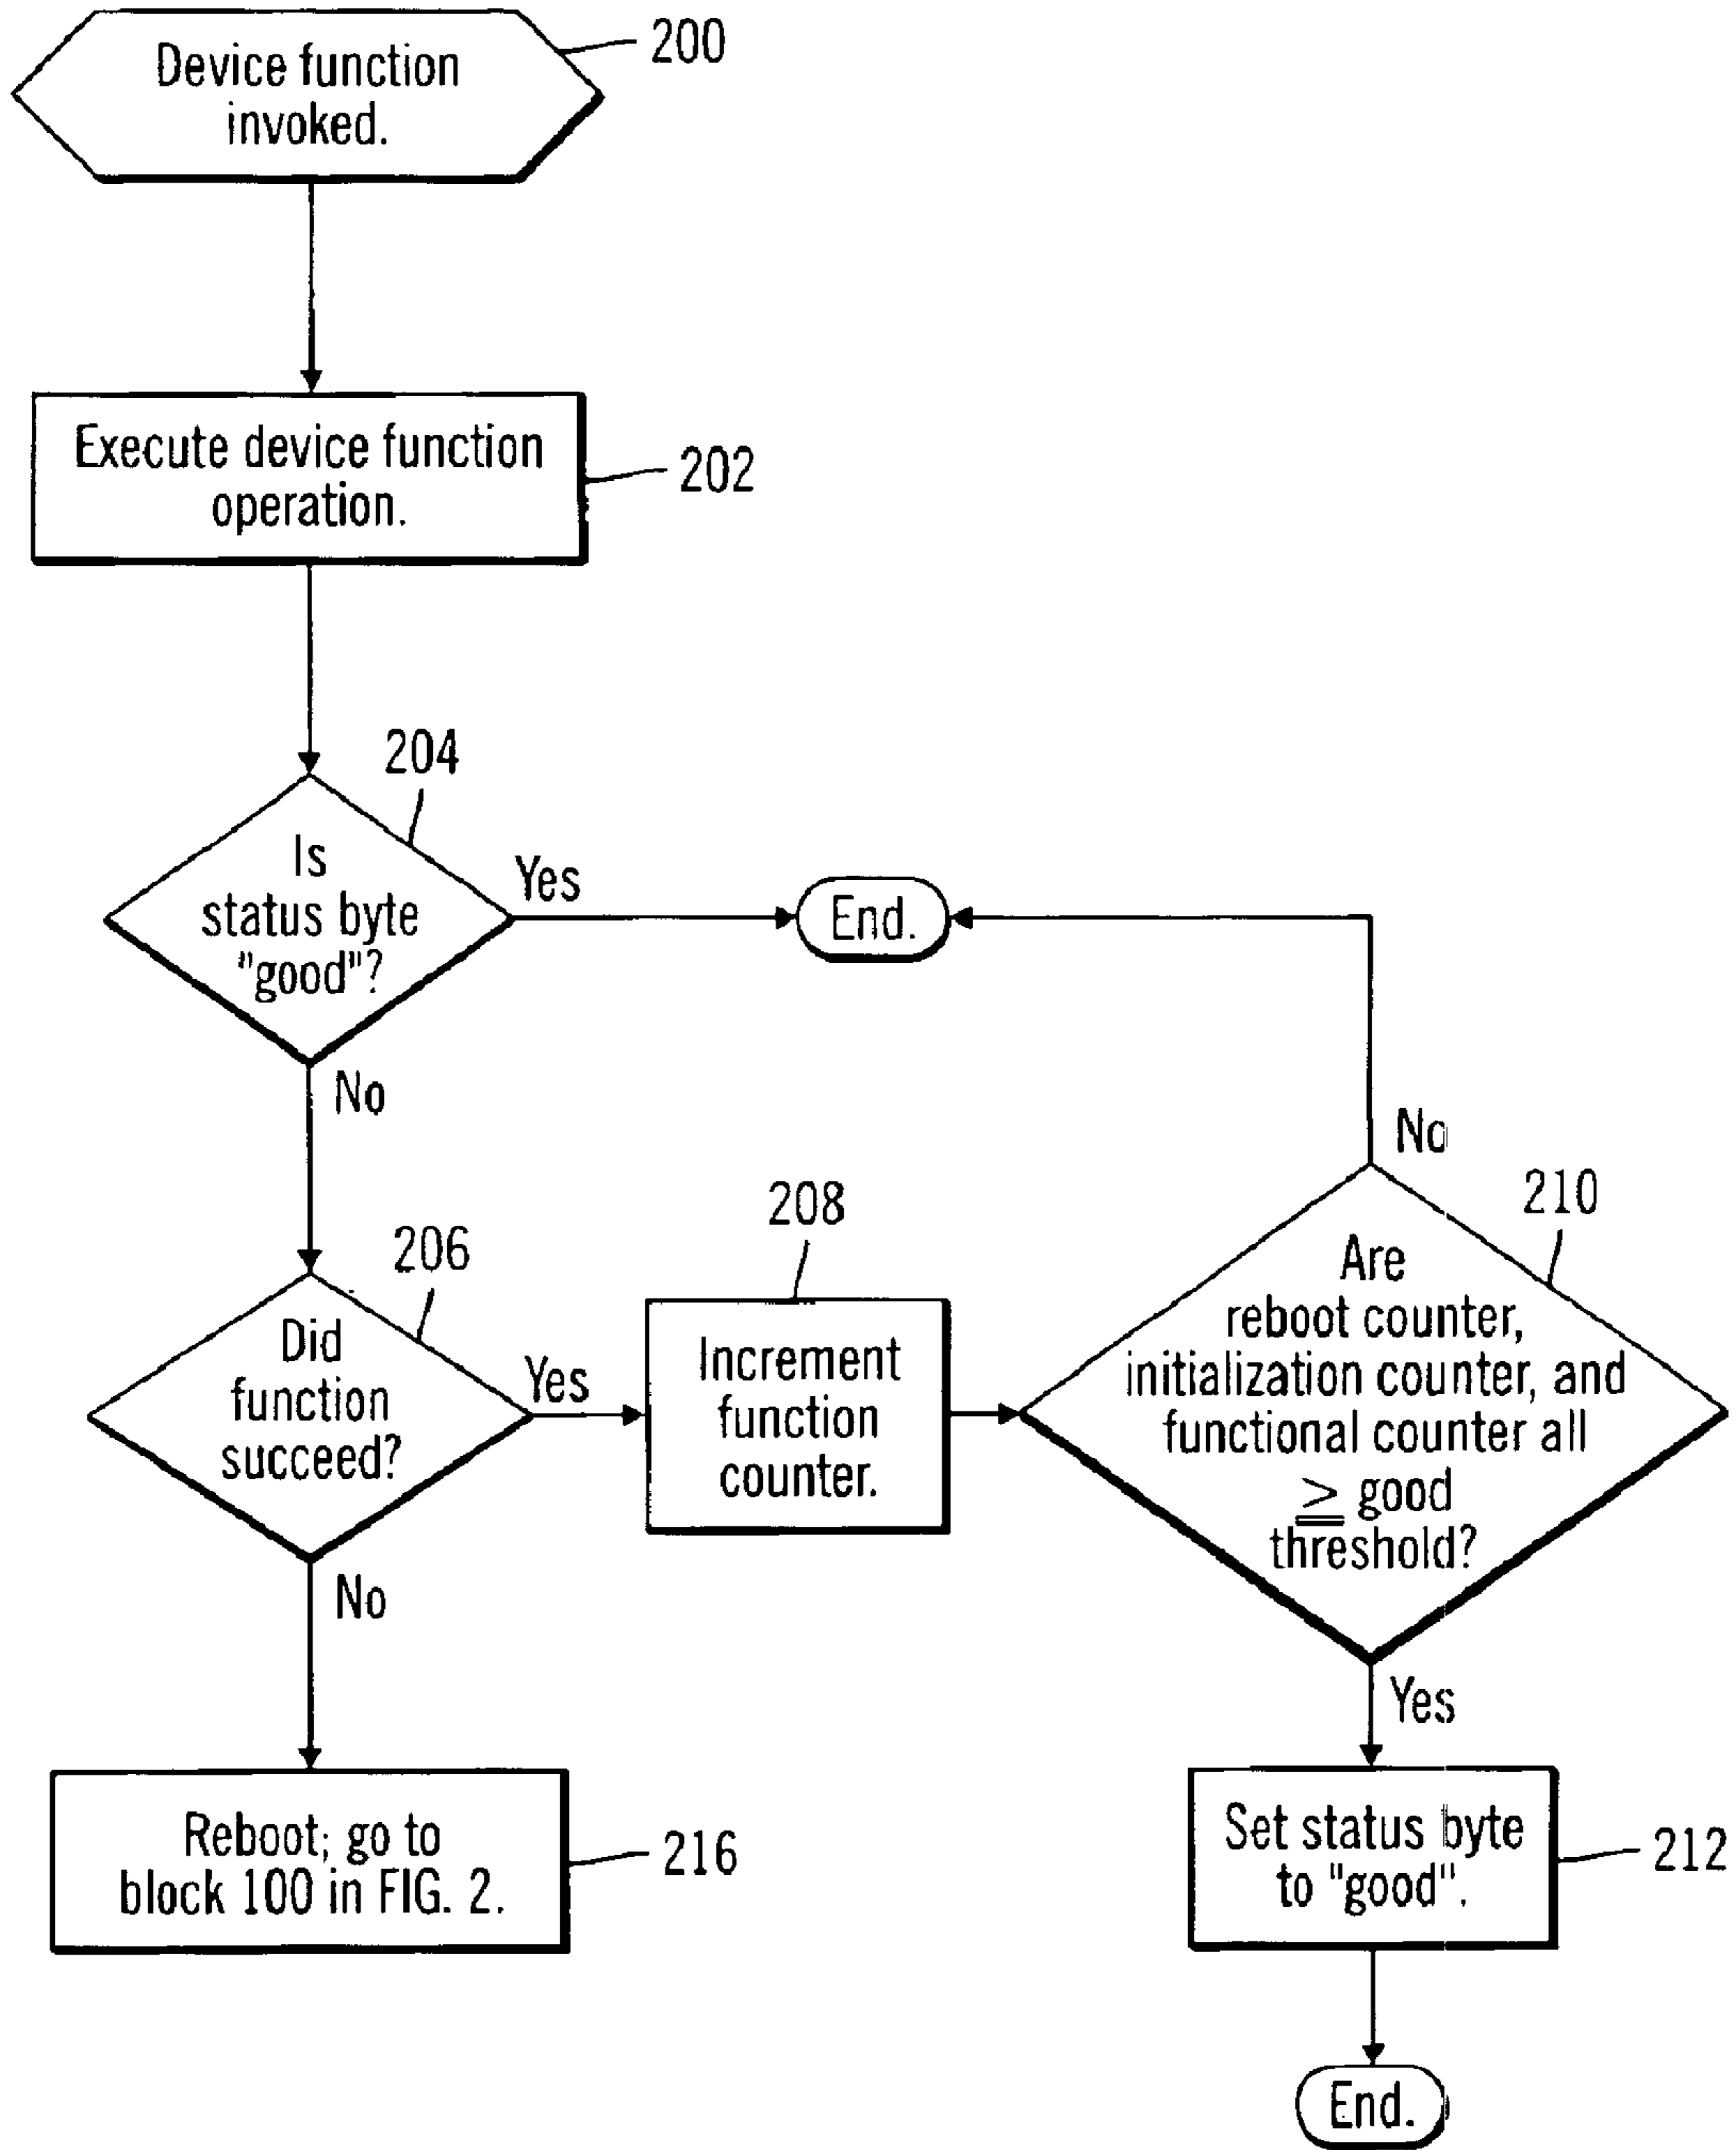 Device function
invoked.
200
Execute device function
operation.
202
204
Is
status byte
"good"?
Yes
End.
No
No
206
Did
function
succeed?
Yes
208
Increment
function
counter.
210
Are
reboot counter,
initialization counter, and
functional counter all
≥ good
threshold?
No
Yes
Reboot; go to
block 100 in FIG. 2.
216
Set status byte
to "good".
212
End.